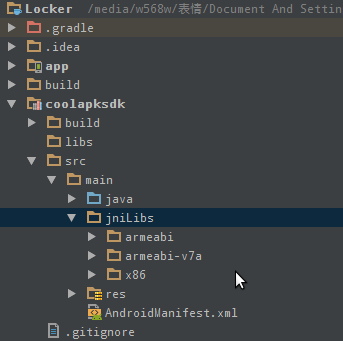 Locker /media/w568w/表情/Document And Settin
.gradle
.idea
app
build
coolapksdk
build
libs
src
main
java
jniLibs
armeabi
armeabi-v7a
x86
res
AndroidManifest.xml
.gitignore